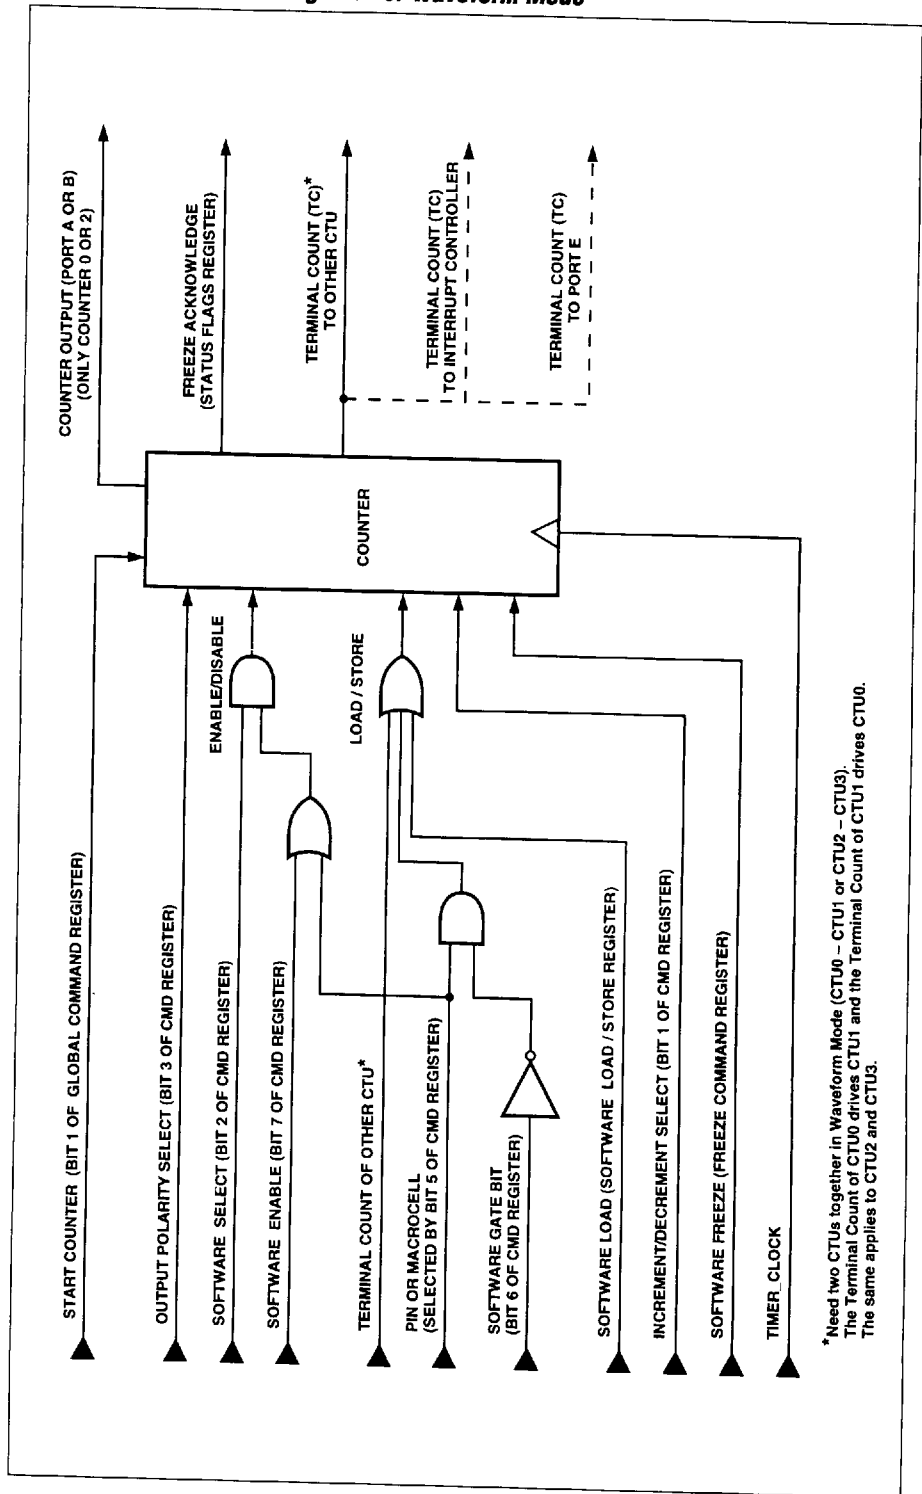 Waveform Mode
START COUNTER (BIT 1 OF GLOBAL COMMAND REGISTER)
OUTPUT POLARITY SELECT (BIT 3 OF CMD REGISTER)
SOFTWARE SELECT (BIT 2 OF CMD REGISTER)
SOFTWARE ENABLE (BIT 7 OF CMD REGISTER)
TERMINAL COUNT OF OTHER CTU*
PIN OR MACROCELL
(SELECTED BY BIT 5 OF CMD REGISTER)
SOFTWARE GATE BIT
(BIT 6 OF CMD REGISTER)
SOFTWARE LOAD (SOFTWARE LOAD / STORE REGISTER)
INCREMENT/DECREMENT SELECT (BIT 1 OF CMD REGISTER)
SOFTWARE FREEZE (FREEZE COMMAND REGISTER)
TIMER_CLOCK
ENABLE/DISABLE
LOAD / STORE
COUNTER
COUNTER OUTPUT (PORT A OR B)
(ONLY COUNTER 0 OR 2)
FREEZE ACKNOWLEDGE
(STATUS FLAGS REGISTER)
TERMINAL COUNT (TC)*
TO OTHER CTU
TERMINAL COUNT (TC)
TO INTERRUPT CONTROLLER
TERMINAL COUNT (TC)
TO PORT E
*Need two CTUs together in Waveform Mode (CTU0 – CTU1 or CTU2 – CTU3).
The Terminal Count of CTU0 drives CTU1 and the Terminal Count of CTU1 drives CTU0.
The same applies to CTU2 and CTU3.